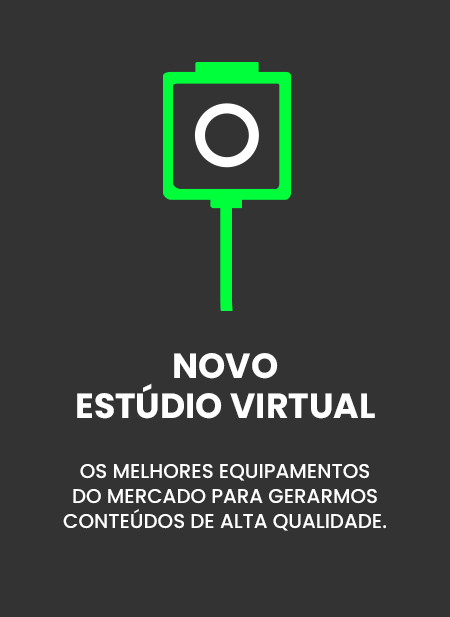 NOVO
ESTÚDIO VIRTUAL
OS MELHORES EQUIPAMENTOS
DO MERCADO PARA GERARMOS
CONTEÚDOS DE ALTA QUALIDADE.